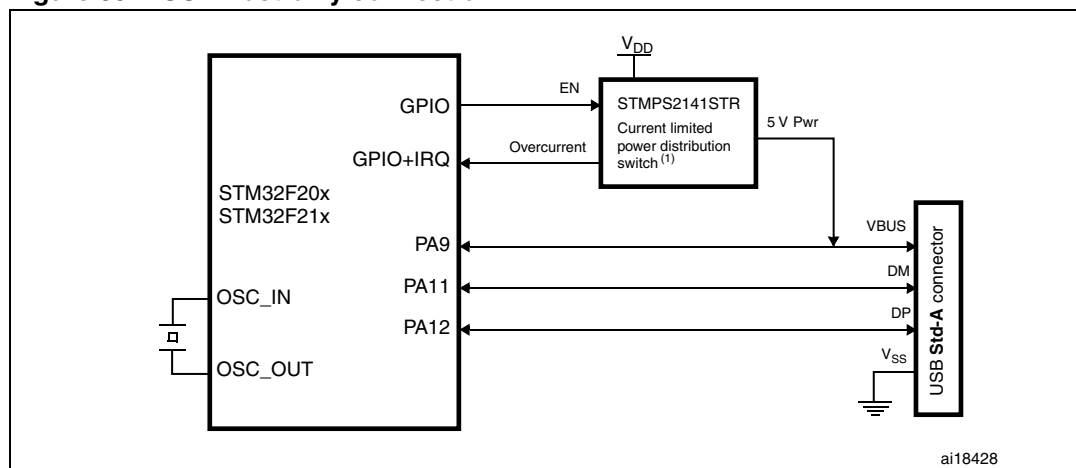 V_DD
EN
STMPS2141STR
GPIO
5 V Pwr
Current limited
power distribution
switch (1)
Overcurrent
GPIO+IRQ
STM32F20x
STM32F21x
VBUS
PA9
DM
OSC_IN
PA11
DP
PA12
V_SS
OSC_OUT
USB Std-A connector
ai18428